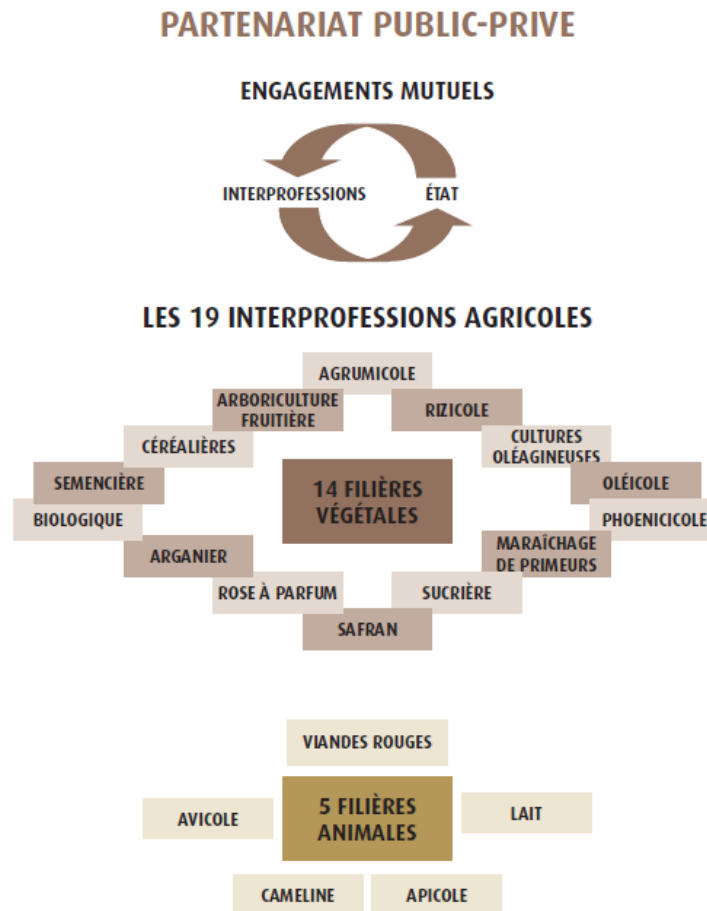 PARTENARIAT PUBLIC-PRIVE
ENGAGEMENTS MUTUELS
INTERPROFESSIONS
ÉTAT
LES 19 INTERPROFESSIONS AGRICOLES
AGRUMICOLE
ARBORICULTURE
FRUITIÈRE
RIZICOLE
CÉRÉALIÈRES
CULTURES
OLÉAGINEUSES
SEMENCIÈRE
14 FILIÈRES
VÉGÉTALES
OLÉICOLE
BIOLOGIQUE
PHOENICICOLE
ARGANIER
MARAÎCHAGE
DE PRIMEURS
ROSE À PARFUM
SUCRIÈRE
SAFRAN
VIANDES ROUGES
AVICOLE
5 FILIÈRES
ANIMALES
LAIT
CAMELINE
APICOLE